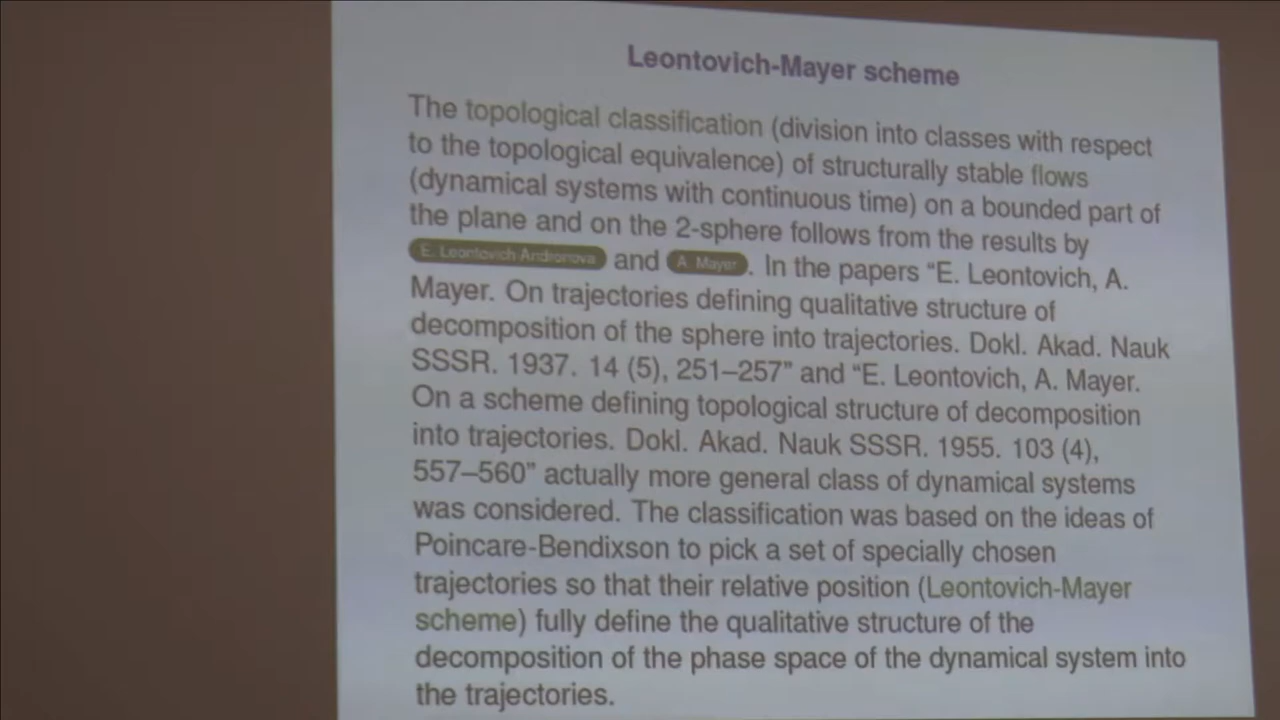 Leontovich-Mayer scheme
The topological classification (division into classes with respect
to the topological equivalence) of structurally stable flows
(dynamical systems with continuous time) on a bounded part of
the plane and on the 2-sphere follows from the results by
E. Leontovich Andronova and A. Mayer. In the papers “E. Leontovich, A.
Mayer. On trajectories defining qualitative structure of
decomposition of the sphere into trajectories. Dokl. Akad. Nauk
SSSR. 1937. 14 (5), 251–257” and “E. Leontovich, A. Mayer.
On a scheme defining topological structure of decomposition
into trajectories. Dokl. Akad. Nauk SSSR. 1955. 103 (4),
557–560” actually more general class of dynamical systems
was considered. The classification was based on the ideas of
Poincare-Bendixson to pick a set of specially chosen
trajectories so that their relative position (Leontovich-Mayer
scheme) fully define the qualitative structure of the
decomposition of the phase space of the dynamical system into
the trajectories.